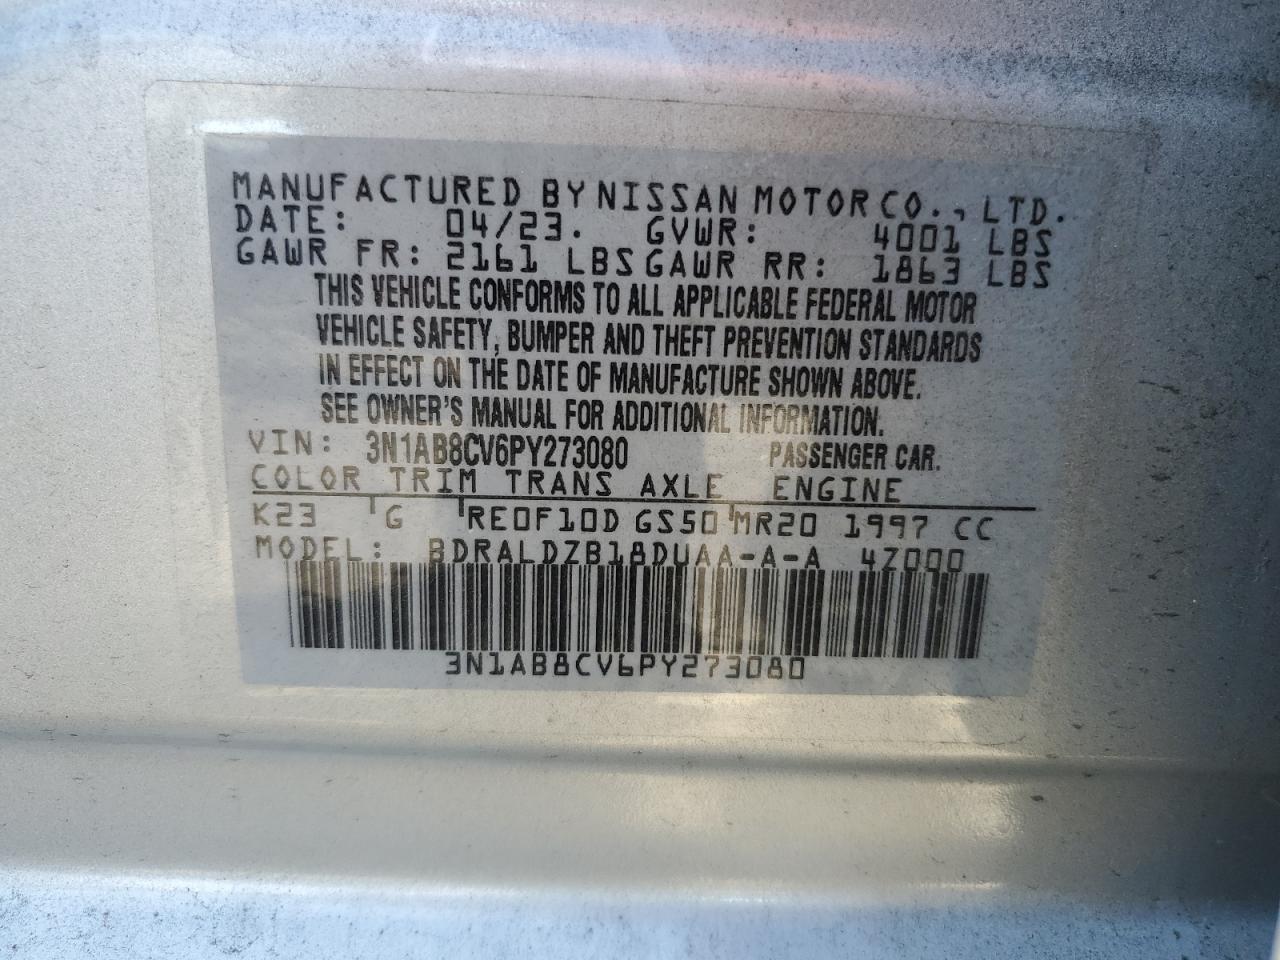 MANUFACTURED BY NISSAN MOTOR CO., LTD.
DATE: 04/23. GVWR: 4001 LBS
GAWR FR: 2161 LBS GAWR RR: 1863 LBS
THIS VEHICLE CONFORMS TO ALL APPLICABLE FEDERAL MOTOR
VEHICLE SAFETY, BUMPER AND THEFT PREVENTION STANDARDS
IN EFFECT ON THE DATE OF MANUFACTURE SHOWN ABOVE.
SEE OWNER'S MANUAL FOR ADDITIONAL INFORMATION.
VIN: 3N1AB8CV6PY273080 PASSENGER CAR.
COLOR TRIM TRANS AXLE ENGINE
K23 G RE0F10D GS50 MR20 1997 CC
MODEL: BDRALDZB18DUAA-A-A 4Z000
3N1AB8CV6PY273080